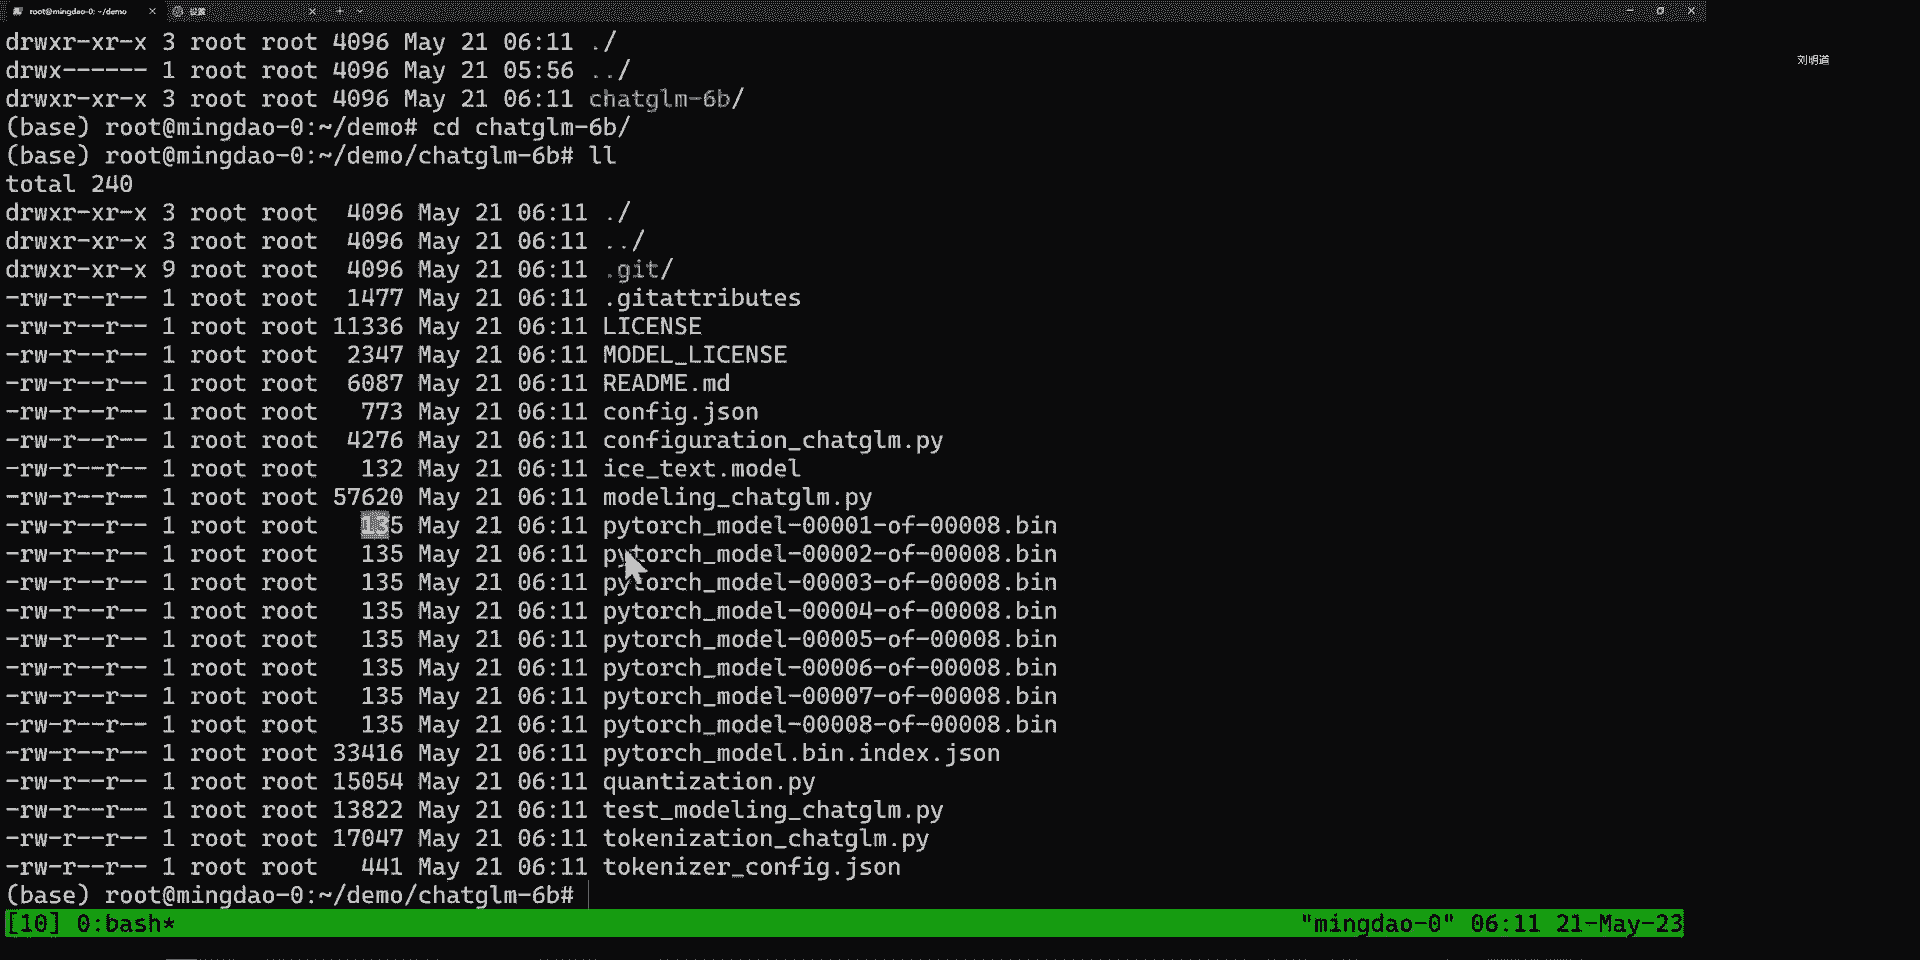 root@mingdao-0: ~/demo
设置
刘明道
drwxr-xr-x 3 root root 4096 May 21 06:11 ./
drwx------ 1 root root 4096 May 21 05:56 ../
drwxr-xr-x 3 root root 4096 May 21 06:11 chatglm-6b/
(base) root@mingdao-0:~/demo# cd chatglm-6b/
(base) root@mingdao-0:~/demo/chatglm-6b# ll
total 240
drwxr-xr-x 3 root root  4096 May 21 06:11 ./
drwxr-xr-x 3 root root  4096 May 21 06:11 ../
drwxr-xr-x 9 root root  4096 May 21 06:11 .git/
-rw-r--r-- 1 root root  1477 May 21 06:11 .gitattributes
-rw-r--r-- 1 root root 11336 May 21 06:11 LICENSE
-rw-r--r-- 1 root root  2347 May 21 06:11 MODEL_LICENSE
-rw-r--r-- 1 root root  6087 May 21 06:11 README.md
-rw-r--r-- 1 root root   773 May 21 06:11 config.json
-rw-r--r-- 1 root root  4276 May 21 06:11 configuration_chatglm.py
-rw-r--r-- 1 root root   132 May 21 06:11 ice_text.model
-rw-r--r-- 1 root root 57620 May 21 06:11 modeling_chatglm.py
-rw-r--r-- 1 root root   135 May 21 06:11 pytorch_model-00001-of-00008.bin
-rw-r--r-- 1 root root   135 May 21 06:11 pytorch_model-00002-of-00008.bin
-rw-r--r-- 1 root root   135 May 21 06:11 pytorch_model-00003-of-00008.bin
-rw-r--r-- 1 root root   135 May 21 06:11 pytorch_model-00004-of-00008.bin
-rw-r--r-- 1 root root   135 May 21 06:11 pytorch_model-00005-of-00008.bin
-rw-r--r-- 1 root root   135 May 21 06:11 pytorch_model-00006-of-00008.bin
-rw-r--r-- 1 root root   135 May 21 06:11 pytorch_model-00007-of-00008.bin
-rw-r--r-- 1 root root   135 May 21 06:11 pytorch_model-00008-of-00008.bin
-rw-r--r-- 1 root root 33416 May 21 06:11 pytorch_model.bin.index.json
-rw-r--r-- 1 root root 15054 May 21 06:11 quantization.py
-rw-r--r-- 1 root root 13822 May 21 06:11 test_modeling_chatglm.py
-rw-r--r-- 1 root root 17047 May 21 06:11 tokenization_chatglm.py
-rw-r--r-- 1 root root   441 May 21 06:11 tokenizer_config.json
(base) root@mingdao-0:~/demo/chatglm-6b#
[10] 0:bash* "mingdao-0" 06:11 21-May-23